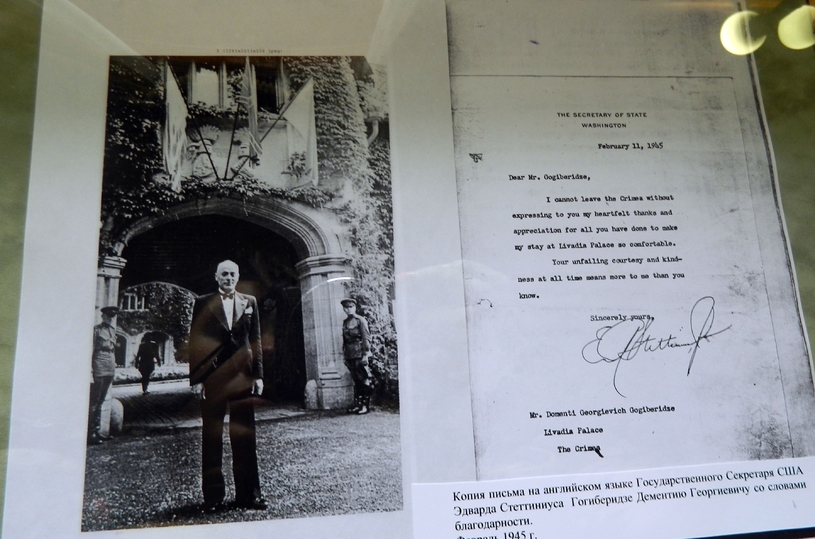 THE SECRETARY OF STATE
WASHINGTON
February 11, 1945
Dear Mr. Gogiberidze,
I cannot leave the Crimea without
expressing to you my heartfelt thanks and
appreciation for all you have done to make
my stay at Livadia Palace so comfortable.
Your unfailing courtesy and kind-
ness at all time means more to me than you
know.
Sincerely yours,
Mr. Domenti Georgievich Gogiberidze
Livadia Palace
The Crimea
Копия письма на английском языке Государственного Секретаря США
Эдварда Стеттиниуса Гогиберидзе Дементию Георгиевичу со словами
благодарности.
Февраль 1945 г.